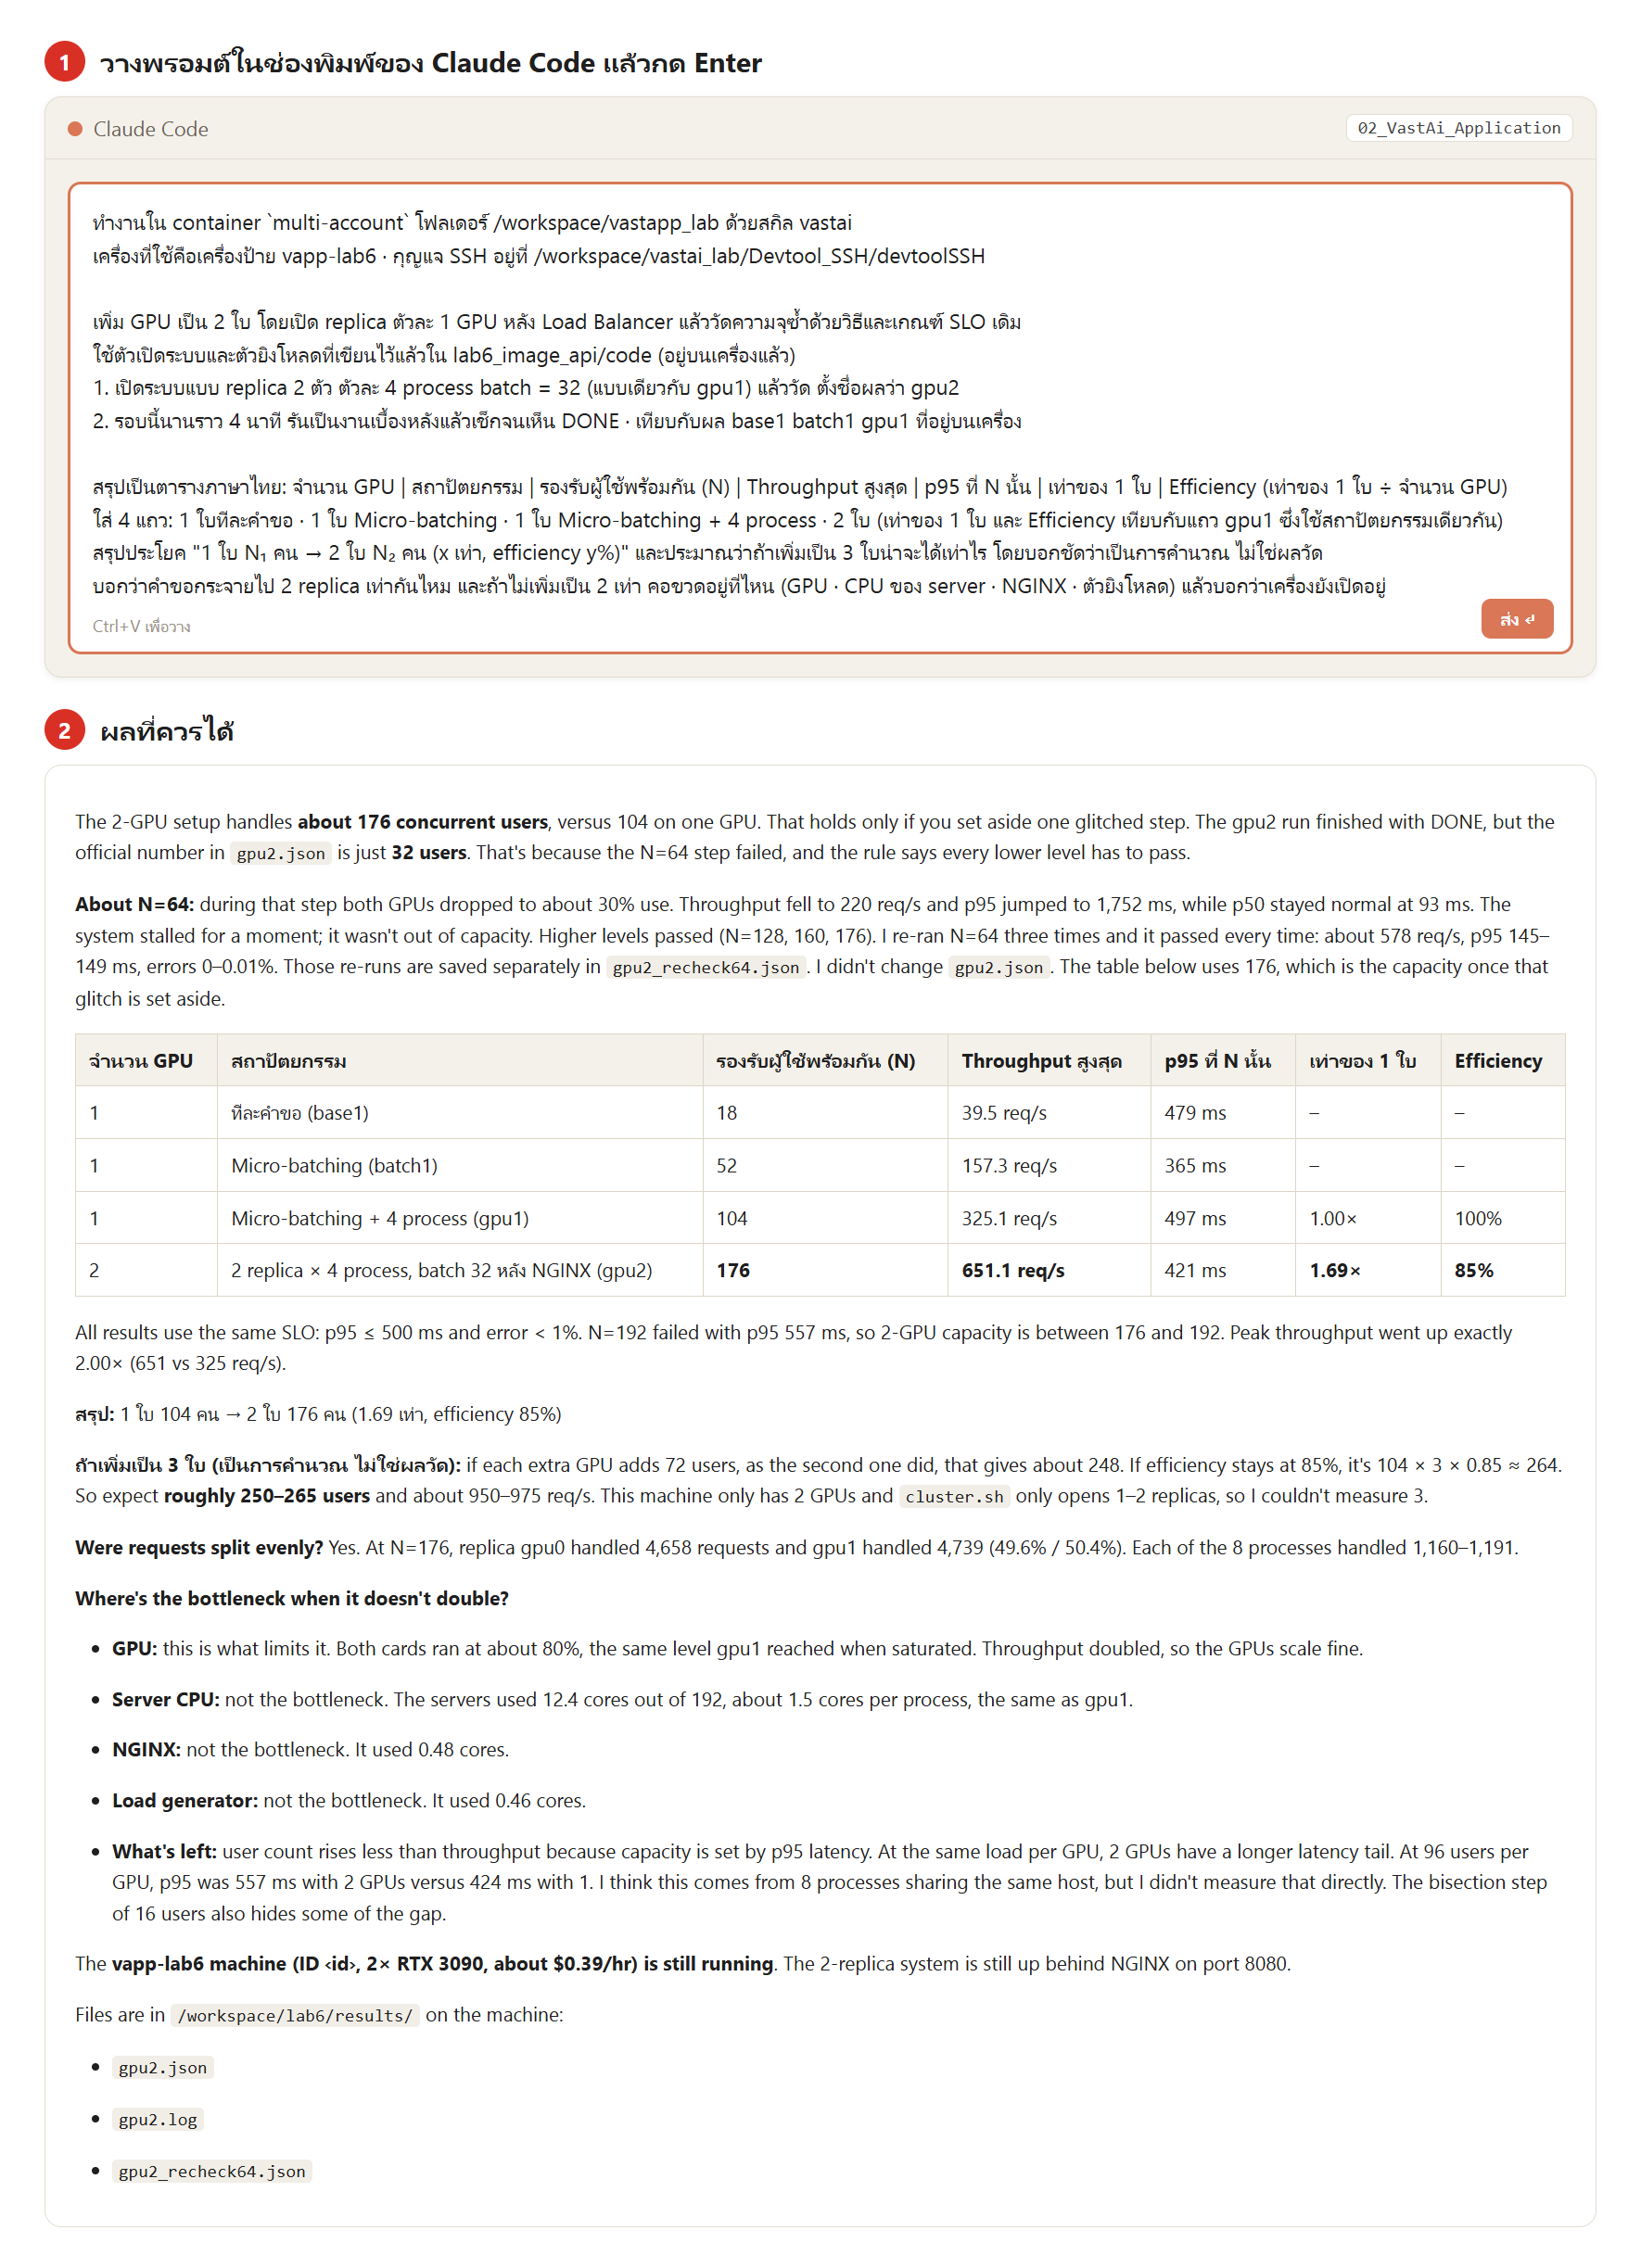 1 วางพรอมต์ในช่องพิมพ์ของ Claude Code แล้วกด Enter
Claude Code
02_VastAi_Application
ทำงานใน container `multi-account` โฟลเดอร์ /workspace/vastapp_lab ด้วยสกิล vastai
เครื่องที่ใช้คือเครื่องป้าย vapp-lab6 · กุญแจ SSH อยู่ที่ /workspace/vastai_lab/Devtool_SSH/devtoolSSH
เพิ่ม GPU เป็น 2 ใบ โดยเปิด replica ตัวละ 1 GPU หลัง Load Balancer แล้ววัดความจุซ้ำด้วยวิธีและเกณฑ์ SLO เดิม
ใช้ตัวเปิดระบบและตัวยิงโหลดที่เขียนไว้แล้วใน lab6_image_api/code (อยู่บนเครื่องแล้ว)
1. เปิดระบบแบบ replica 2 ตัว ตัวละ 4 process batch = 32 (แบบเดียวกับ gpu1) แล้ววัด ตั้งชื่อผลว่า gpu2
2. รอบนี้นานราว 4 นาที รันเป็นงานเบื้องหลังแล้วเช็กจนเห็น DONE · เทียบกับผล base1 batch1 gpu1 ที่อยู่บนเครื่อง
สรุปเป็นตารางภาษาไทย: จำนวน GPU | สถาปัตยกรรม | รองรับผู้ใช้พร้อมกัน (N) | Throughput สูงสุด | p95 ที่ N นั้น | เท่าของ 1 ใบ | Efficiency (เท่าของ 1 ใบ ÷ จำนวน GPU)
ใส่ 4 แถว: 1 ใบทีละคำขอ · 1 ใบ Micro-batching · 1 ใบ Micro-batching + 4 process · 2 ใบ (เท่าของ 1 ใบ และ Efficiency เทียบกับแถว gpu1 ซึ่งใช้สถาปัตยกรรมเดียวกัน)
สรุปประโยค "1 ใบ N₁ คน → 2 ใบ N₂ คน (x เท่า, efficiency y%)" และประมาณว่าถ้าเพิ่มเป็น 3 ใบน่าจะได้เท่าไร โดยบอกชัดว่าเป็นการคำนวณ ไม่ใช่ผลวัด
บอกว่าคำขอกระจายไป 2 replica เท่ากันไหม และถ้าไม่เพิ่มเป็น 2 เท่า คอขวดอยู่ที่ไหน (GPU · CPU ของ server · NGINX · ตัวยิงโหลด) แล้วบอกว่าเครื่องยังเปิดอยู่
Ctrl+V เพื่อวาง
ส่ง ⏎
2 ผลที่ควรได้
The 2-GPU setup handles about 176 concurrent users, versus 104 on one GPU. That holds only if you set aside one glitched step. The gpu2 run finished with DONE, but the
official number in gpu2.json is just 32 users. That's because the N=64 step failed, and the rule says every lower level has to pass.
About N=64: during that step both GPUs dropped to about 30% use. Throughput fell to 220 req/s and p95 jumped to 1,752 ms, while p50 stayed normal at 93 ms. The
system stalled for a moment; it wasn't out of capacity. Higher levels passed (N=128, 160, 176). I re-ran N=64 three times and it passed every time: about 578 req/s, p95 145–
149 ms, errors 0–0.01%. Those re-runs are saved separately in gpu2_recheck64.json. I didn't change gpu2.json. The table below uses 176, which is the capacity once that
glitch is set aside.
จำนวน GPU | สถาปัตยกรรม | รองรับผู้ใช้พร้อมกัน (N) | Throughput สูงสุด | p95 ที่ N นั้น | เท่าของ 1 ใบ | Efficiency
1 | ทีละคำขอ (base1) | 18 | 39.5 req/s | 479 ms | – | –
1 | Micro-batching (batch1) | 52 | 157.3 req/s | 365 ms | – | –
1 | Micro-batching + 4 process (gpu1) | 104 | 325.1 req/s | 497 ms | 1.00× | 100%
2 | 2 replica × 4 process, batch 32 หลัง NGINX (gpu2) | 176 | 651.1 req/s | 421 ms | 1.69× | 85%
All results use the same SLO: p95 ≤ 500 ms and error < 1%. N=192 failed with p95 557 ms, so 2-GPU capacity is between 176 and 192. Peak throughput went up exactly
2.00× (651 vs 325 req/s).
สรุป: 1 ใบ 104 คน → 2 ใบ 176 คน (1.69 เท่า, efficiency 85%)
ถ้าเพิ่มเป็น 3 ใบ (เป็นการคำนวณ ไม่ใช่ผลวัด): if each extra GPU adds 72 users, as the second one did, that gives about 248. If efficiency stays at 85%, it's 104 × 3 × 0.85 ≈ 264.
So expect roughly 250–265 users and about 950–975 req/s. This machine only has 2 GPUs and cluster.sh only opens 1–2 replicas, so I couldn't measure 3.
Were requests split evenly? Yes. At N=176, replica gpu0 handled 4,658 requests and gpu1 handled 4,739 (49.6% / 50.4%). Each of the 8 processes handled 1,160–1,191.
Where's the bottleneck when it doesn't double?
• GPU: this is what limits it. Both cards ran at about 80%, the same level gpu1 reached when saturated. Throughput doubled, so the GPUs scale fine.
• Server CPU: not the bottleneck. The servers used 12.4 cores out of 192, about 1.5 cores per process, the same as gpu1.
• NGINX: not the bottleneck. It used 0.48 cores.
• Load generator: not the bottleneck. It used 0.46 cores.
• What's left: user count rises less than throughput because capacity is set by p95 latency. At the same load per GPU, 2 GPUs have a longer latency tail. At 96 users per
GPU, p95 was 557 ms with 2 GPUs versus 424 ms with 1. I think this comes from 8 processes sharing the same host, but I didn't measure that directly. The bisection step
of 16 users also hides some of the gap.
The vapp-lab6 machine (ID ‹id›, 2× RTX 3090, about $0.39/hr) is still running. The 2-replica system is still up behind NGINX on port 8080.
Files are in /workspace/lab6/results/ on the machine:
• gpu2.json
• gpu2.log
• gpu2_recheck64.json